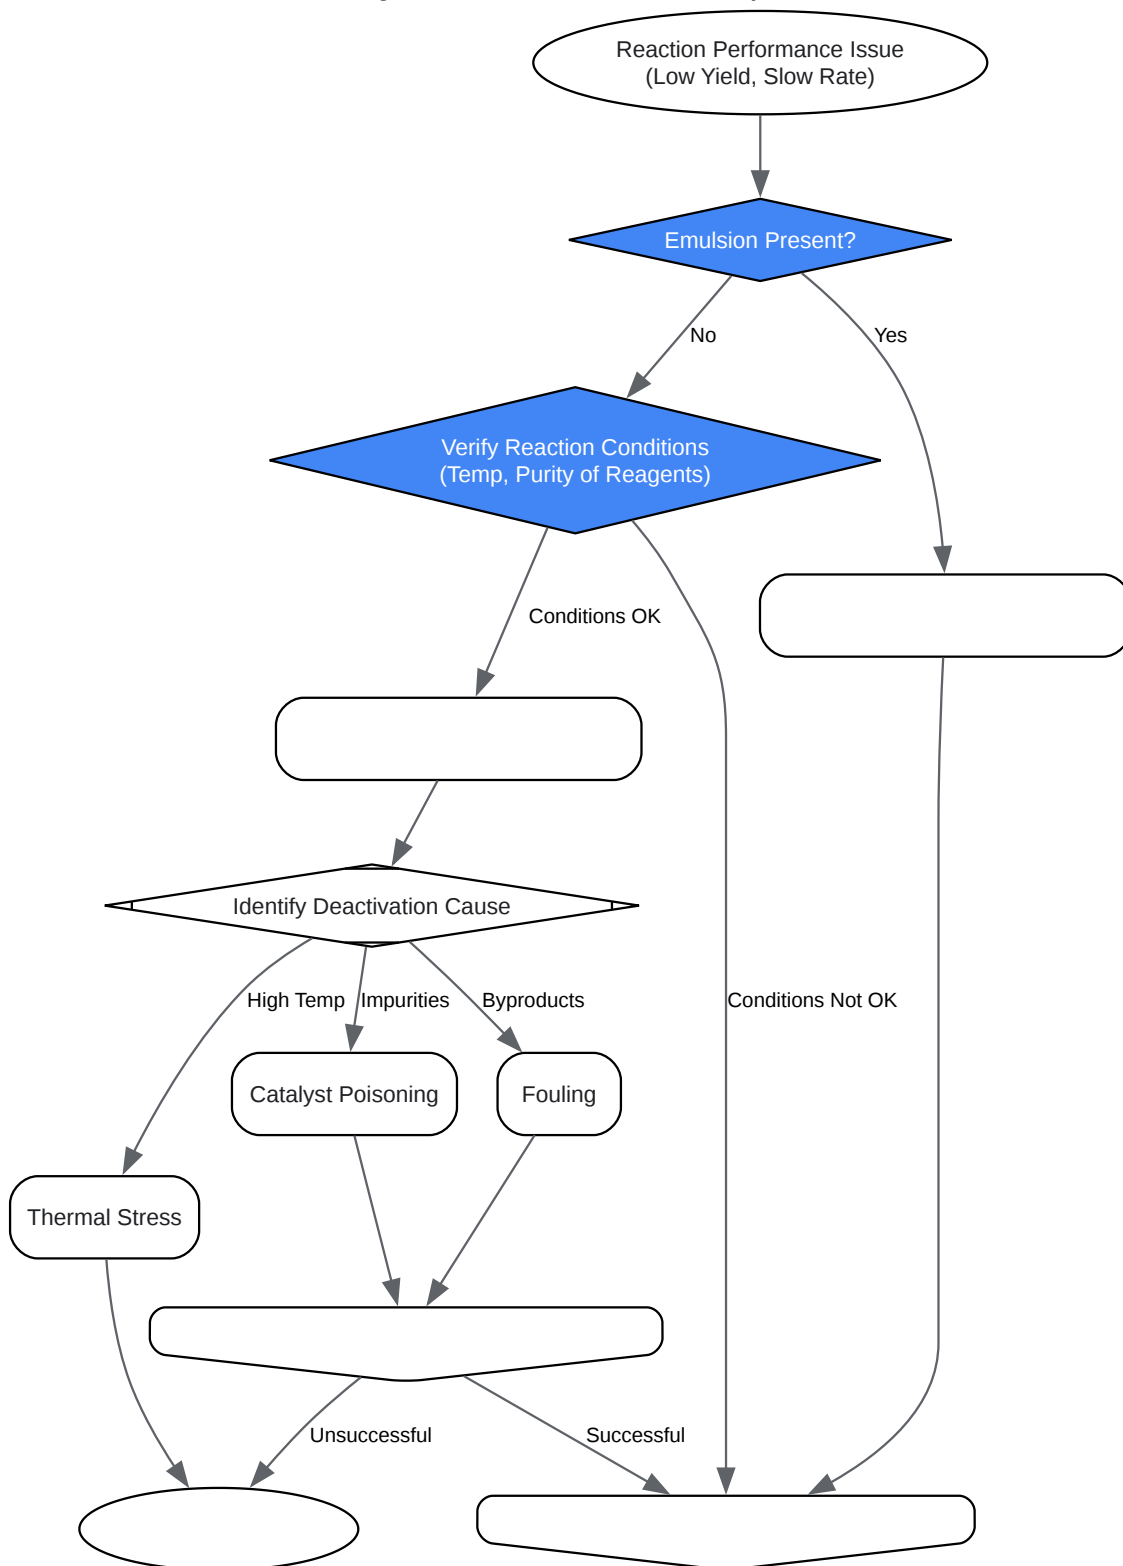 Reaction Performance Issue
(Low Yield, Slow Rate)
Emulsion Present?
No
Yes
Verify Reaction Conditions
(Temp, Purity of Reagents)
Conditions OK
Identify Deactivation Cause
High Temp
Impurities
Byproducts
Conditions Not OK
Catalyst Poisoning
Fouling
Thermal Stress
Unsuccessful
Successful